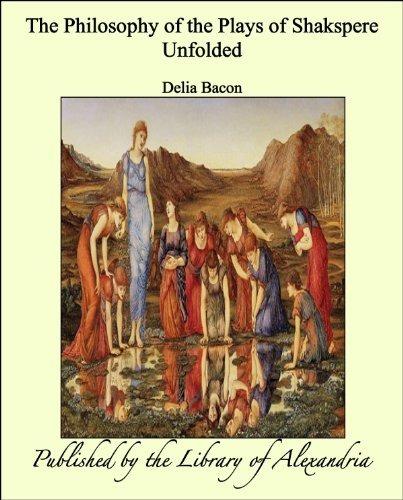 The Philosophy of the Plays of Shakspere
Unfolded
Delia Bacon
Published by the Library of Alexandria